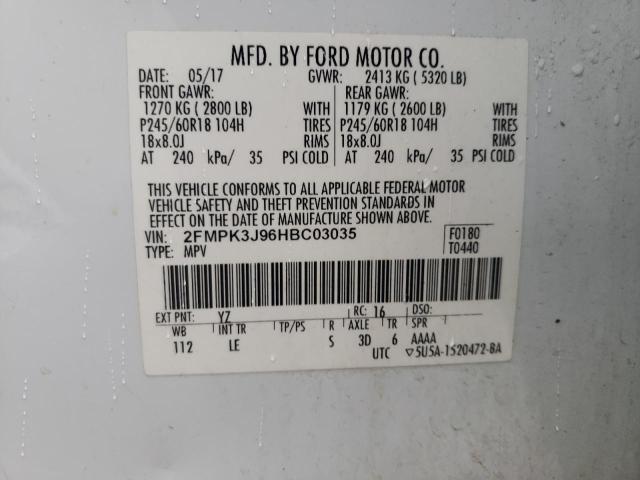 MFD. BY FORD MOTOR CO.
DATE: 05/17 GVWR: 2413 KG ( 5320 LB)
FRONT GAWR: REAR GAWR:
1270 KG ( 2800 LB) WITH 1179 KG ( 2600 LB) WITH
P245/60R18 104H TIRES P245/60R18 104H TIRES
18x8.0J RIMS 18x8.0J RIMS
AT 240 kPa/ 35 PSI COLD AT 240 kPa/ 35 PSI COLD
THIS VEHICLE CONFORMS TO ALL APPLICABLE FEDERAL MOTOR
VEHICLE SAFETY AND THEFT PREVENTION STANDARDS IN
EFFECT ON THE DATE OF MANUFACTURE SHOWN ABOVE.
VIN: 2FMPK3J96HBC03035 F0180
TYPE: MPV T0440
EXT PNT: YZ RC: 16 DSO:
WB INT TR TP/PS R AXLE TR SPR
112 LE S 3D 6 AAAA
UTC ▽5U5A-1520472-BA